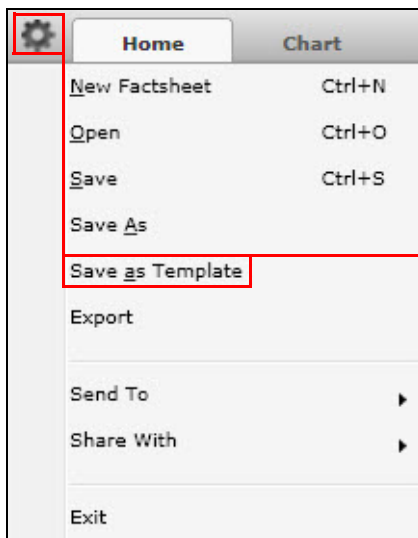 Home Chart
New Factsheet Ctrl+N
Open Ctrl+O
Save Ctrl+S
Save As
Save as Template
Export
Send To
Share With
Exit